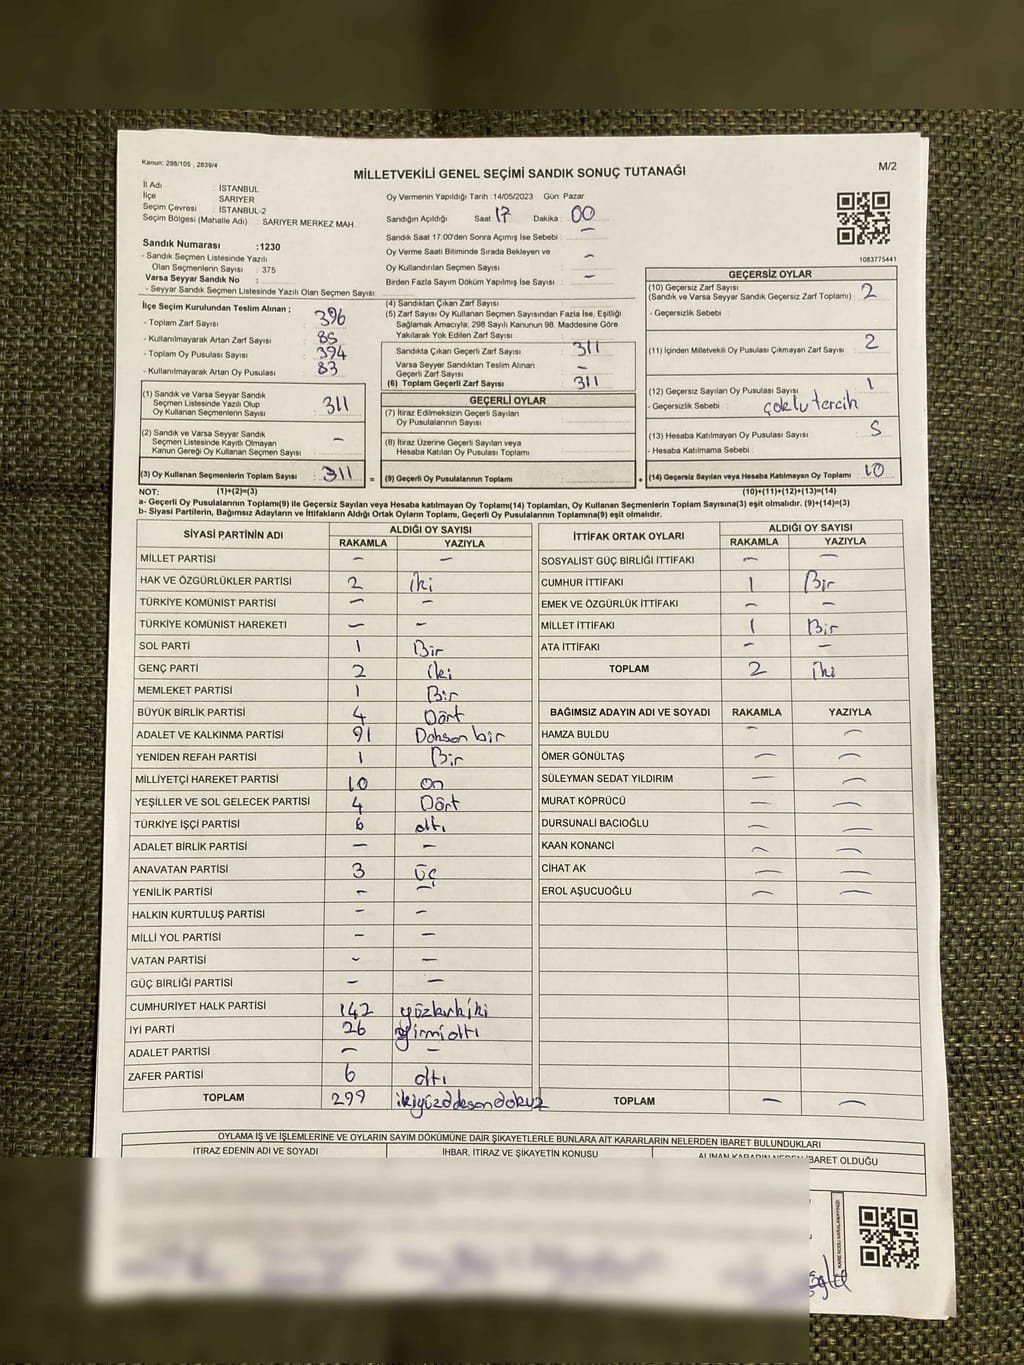 Kanun: 298/105 , 2839/4
MİLLETVEKİLİ GENEL SEÇİMİ SANDIK SONUÇ TUTANAĞI
M/2
İl Adı : İSTANBUL
İlçe : SARIYER
Seçim Çevresi : İSTANBUL-2
Seçim Bölgesi (Mahalle Adı) : SARIYER MERKEZ MAH.
Sandık Numarası :1230
- Sandık Seçmen Listesinde Yazılı
Olan Seçmenlerin Sayısı : 375
Varsa Seyyar Sandık No :
- Seyyar Sandık Seçmen Listesinde Yazılı Olan Seçmen Sayısı:
Oy Vermenin Yapıldığı Tarih : 14/05/2023 Gün: Pazar
Sandığın Açıldığı Saat : 17 Dakika : 00
Sandık Saat 17:00'den Sonra Açımış İse Sebebi : –
Oy Verme Saati Bitiminde Sırada Bekleyen ve
Oy Kullandırılan Seçmen Sayısı : –
Birden Fazla Sayım Dökümü Yapılmış İse Sayısı : –
1083775441
İlçe Seçim Kurulundan Teslim Alınan ;
- Toplam Zarf Sayısı : 396
- Kullanılmayarak Artan Zarf Sayısı : 85
- Toplam Oy Pusulası Sayısı : 394
- Kullanılmayarak Artan Oy Pusulası : 83
(1) Sandık ve Varsa Seyyar Sandık
Seçmen Listesinde Yazılı Olup
Oy Kullanan Seçmenlerin Sayısı : 311
(2) Sandık ve Varsa Seyyar Sandık
Seçmen Listesinde Kayıtlı Olmayan
Kanun Gereği Oy Kullanan Seçmen Sayısı : –
(3) Oy Kullanan Seçmenlerin Toplam Sayısı : 311 =
(1)+(2)=(3)
(4) Sandıktan Çıkan Zarf Sayısı :
(5) Zarf Sayısı Oy Kullanan Seçmen Sayısından Fazla İse, Eşitliği
Sağlamak Amacıyla; 298 Sayılı Kanunun 98. Maddesine Göre
Yakılarak Yok Edilen Zarf Sayısı :
Sandıkta Çıkan Geçerli Zarf Sayısı : 311
Varsa Seyyar Sandıktan Teslim Alınan
Geçerli Zarf Sayısı : –
(6) Toplam Geçerli Zarf Sayısı : 311
GEÇERLİ OYLAR
(7) İtiraz Edilmeksizin Geçerli Sayılan
Oy Pusulalarının Sayısı :
(8) İtiraz Üzerine Geçerli Sayılan veya
Hesaba Katılan Oy Pusulaları Toplamı :
(9) Geçerli Oy Pusulalarının Toplamı : +
GEÇERSİZ OYLAR
(10) Geçersiz Zarf Sayısı
(Sandık ve Varsa Seyyar Sandık Geçersiz Zarf Toplamı) : 2
- Geçersizlik Sebebi :
(11) İçinden Milletvekili Oy Pusulası Çıkmayan Zarf Sayısı : 2
(12) Geçersiz Sayılan Oy Pusulası Sayısı : 1
- Geçersizlik Sebebi : çoklu tercih
(13) Hesaba Katılmayan Oy Pusulası Sayısı : 5
- Hesaba Katılmama Sebebi :
(14) Geçersiz Sayılan veya Hesaba Katılmayan Oy Toplamı : 10
(10)+(11)+(12)+(13)=(14)
NOT:
a- Geçerli Oy Pusulalarının Toplamı(9) ile Geçersiz Sayılan veya Hesaba katılmayan Oy Toplamı(14) Toplamları, Oy Kullanan Seçmenlerin Toplam Sayısına(3) eşit olmalıdır. (9)+(14)=(3)
b- Siyasi Partilerin, Bağımsız Adayların ve İttifakların Aldığı Ortak Oyların Toplamı, Geçerli Oy Pusulalarının Toplamına(9) eşit olmalıdır.
SİYASİ PARTİNİN ADI ALDIĞI OY SAYISI
RAKAMLA YAZIYLA
MİLLET PARTİSİ – –
HAK VE ÖZGÜRLÜKLER PARTİSİ 2 iki
TÜRKİYE KOMÜNİST PARTİSİ – –
TÜRKİYE KOMÜNİST HAREKETİ – –
SOL PARTİ 1 Bir
GENÇ PARTİ 2 iki
MEMLEKET PARTİSİ 1 Bir
BÜYÜK BİRLİK PARTİSİ 4 Dört
ADALET VE KALKINMA PARTİSİ 91 Doksan bir
YENİDEN REFAH PARTİSİ 1 Bir
MİLLİYETÇİ HAREKET PARTİSİ 10 on
YEŞİLLER VE SOL GELECEK PARTİSİ 4 Dört
TÜRKİYE İŞÇİ PARTİSİ 6 altı
ADALET BİRLİK PARTİSİ – –
ANAVATAN PARTİSİ 3 üç
YENİLİK PARTİSİ – –
HALKIN KURTULUŞ PARTİSİ – –
MİLLİ YOL PARTİSİ – –
VATAN PARTİSİ – –
GÜÇ BİRLİĞİ PARTİSİ – –
CUMHURİYET HALK PARTİSİ 142 yüzkırkiki
İYİ PARTİ 26 yirmialtı
ADALET PARTİSİ – –
ZAFER PARTİSİ 6 altı
TOPLAM 299 ikiyüzdoksandokuz
İTTİFAK ORTAK OYLARI ALDIĞI OY SAYISI
RAKAMLA YAZIYLA
SOSYALİST GÜÇ BİRLİĞİ İTTİFAKI – –
CUMHUR İTTİFAKI 1 Bir
EMEK VE ÖZGÜRLÜK İTTİFAKI – –
MİLLET İTTİFAKI 1 Bir
ATA İTTİFAKI – –
TOPLAM 2 iki
BAĞIMSIZ ADAYIN ADI VE SOYADI RAKAMLA YAZIYLA
HAMZA BULDU – –
ÖMER GÖNÜLTAŞ – –
SÜLEYMAN SEDAT YILDIRIM – –
MURAT KÖPRÜCÜ – –
DURSUNALİ BACIOĞLU – –
KAAN KONANCİ – –
CİHAT AK – –
EROL AŞUCUOĞLU – –
TOPLAM – –
OYLAMA İŞ VE İŞLEMLERİNE VE OYLARIN SAYIM DÖKÜMÜNE DAİR ŞİKAYETLERLE BUNLARA AİT KARARLARIN NELERDEN İBARET BULUNDUKLARI
İTİRAZ EDENİN ADI VE SOYADI İHBAR, İTİRAZ VE ŞİKAYETİN KONUSU ALINAN KARARIN NEDEN İBARET OLDUĞU